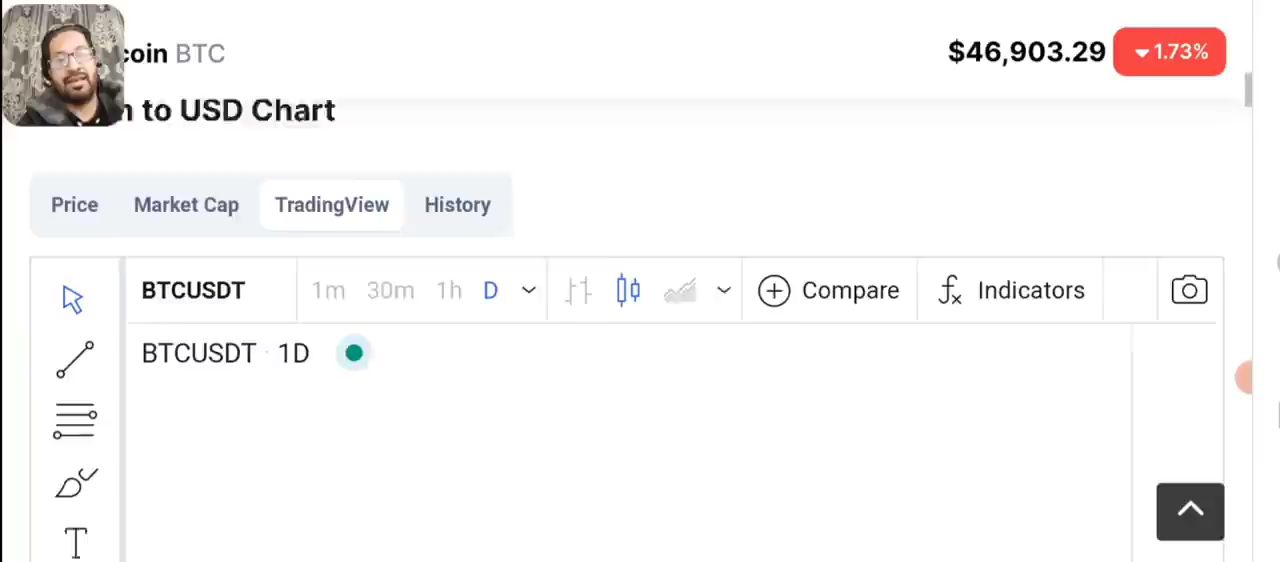 coin BTC
$46,903.29
1.73%
to USD Chart
Price Market Cap TradingView History
BTCUSDT 1m 30m 1h D Compare fx Indicators
BTCUSDT · 1D
T